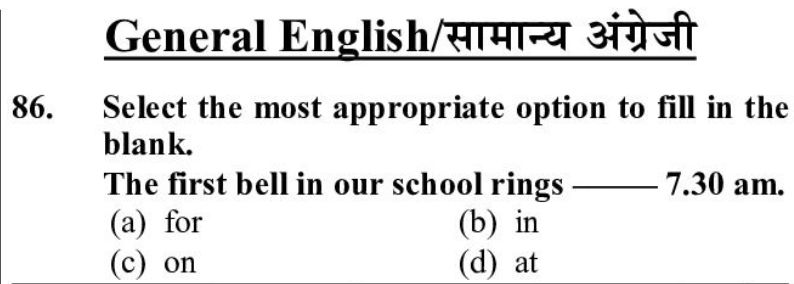 General English/सामान्य अंग्रेजी
86. Select the most appropriate option to fill in the
blank.
The first bell in our school rings ——— 7.30 am.
(a) for (b) in
(c) on (d) at